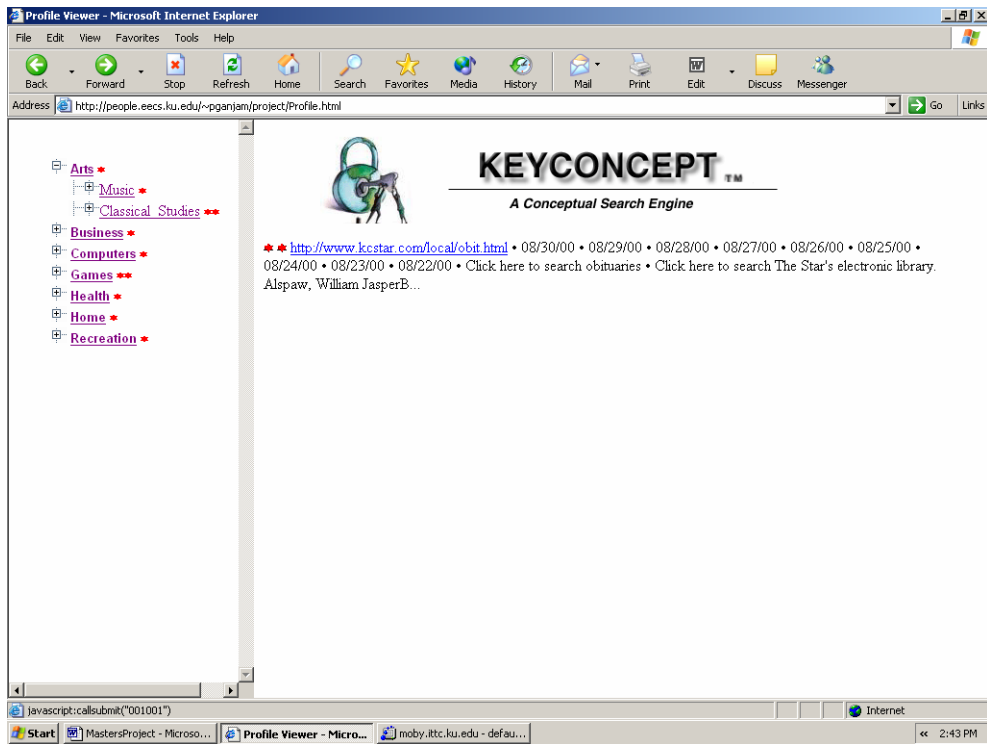 Profile Viewer - Microsoft Internet Explorer
File Edit View Favorites Tools Help
Back Forward Stop Refresh Home Search Favorites Media History Mail Print Edit Discuss Messenger
Address http://people.eecs.ku.edu/~pganjam/project/Profile.html Go Links
Arts
Music
Classical_Studies
Business
Computers
Games
Health
Home
Recreation
KEYCONCEPT TM
A Conceptual Search Engine
http://www.kcstar.com/local/obit.html • 08/30/00 • 08/29/00 • 08/28/00 • 08/27/00 • 08/26/00 • 08/25/00 •
08/24/00 • 08/23/00 • 08/22/00 • Click here to search obituaries • Click here to search The Star's electronic library.
Alspaw, William JasperB...
javascript:callsubmit("001001") Internet
Start MastersProject - Microso... Profile Viewer - Micro... moby.ittc.ku.edu - defau... « 2:43 PM